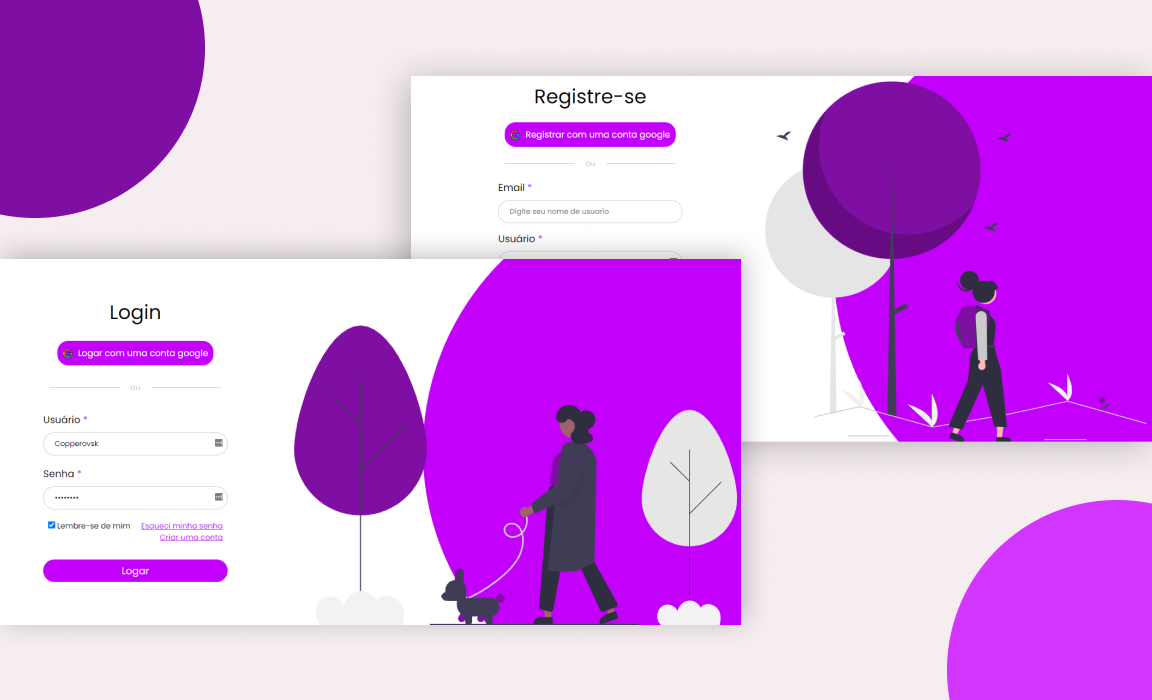 Registre-se
Registrar com uma conta google
ou
Email *
Digite seu nome de usuario
Usuário *
Login
Logar com uma conta google
ou
Usuário *
Copperovsk
Senha *
••••••••
Lembre-se de mim
Esqueci minha senha
Criar uma conta
Logar